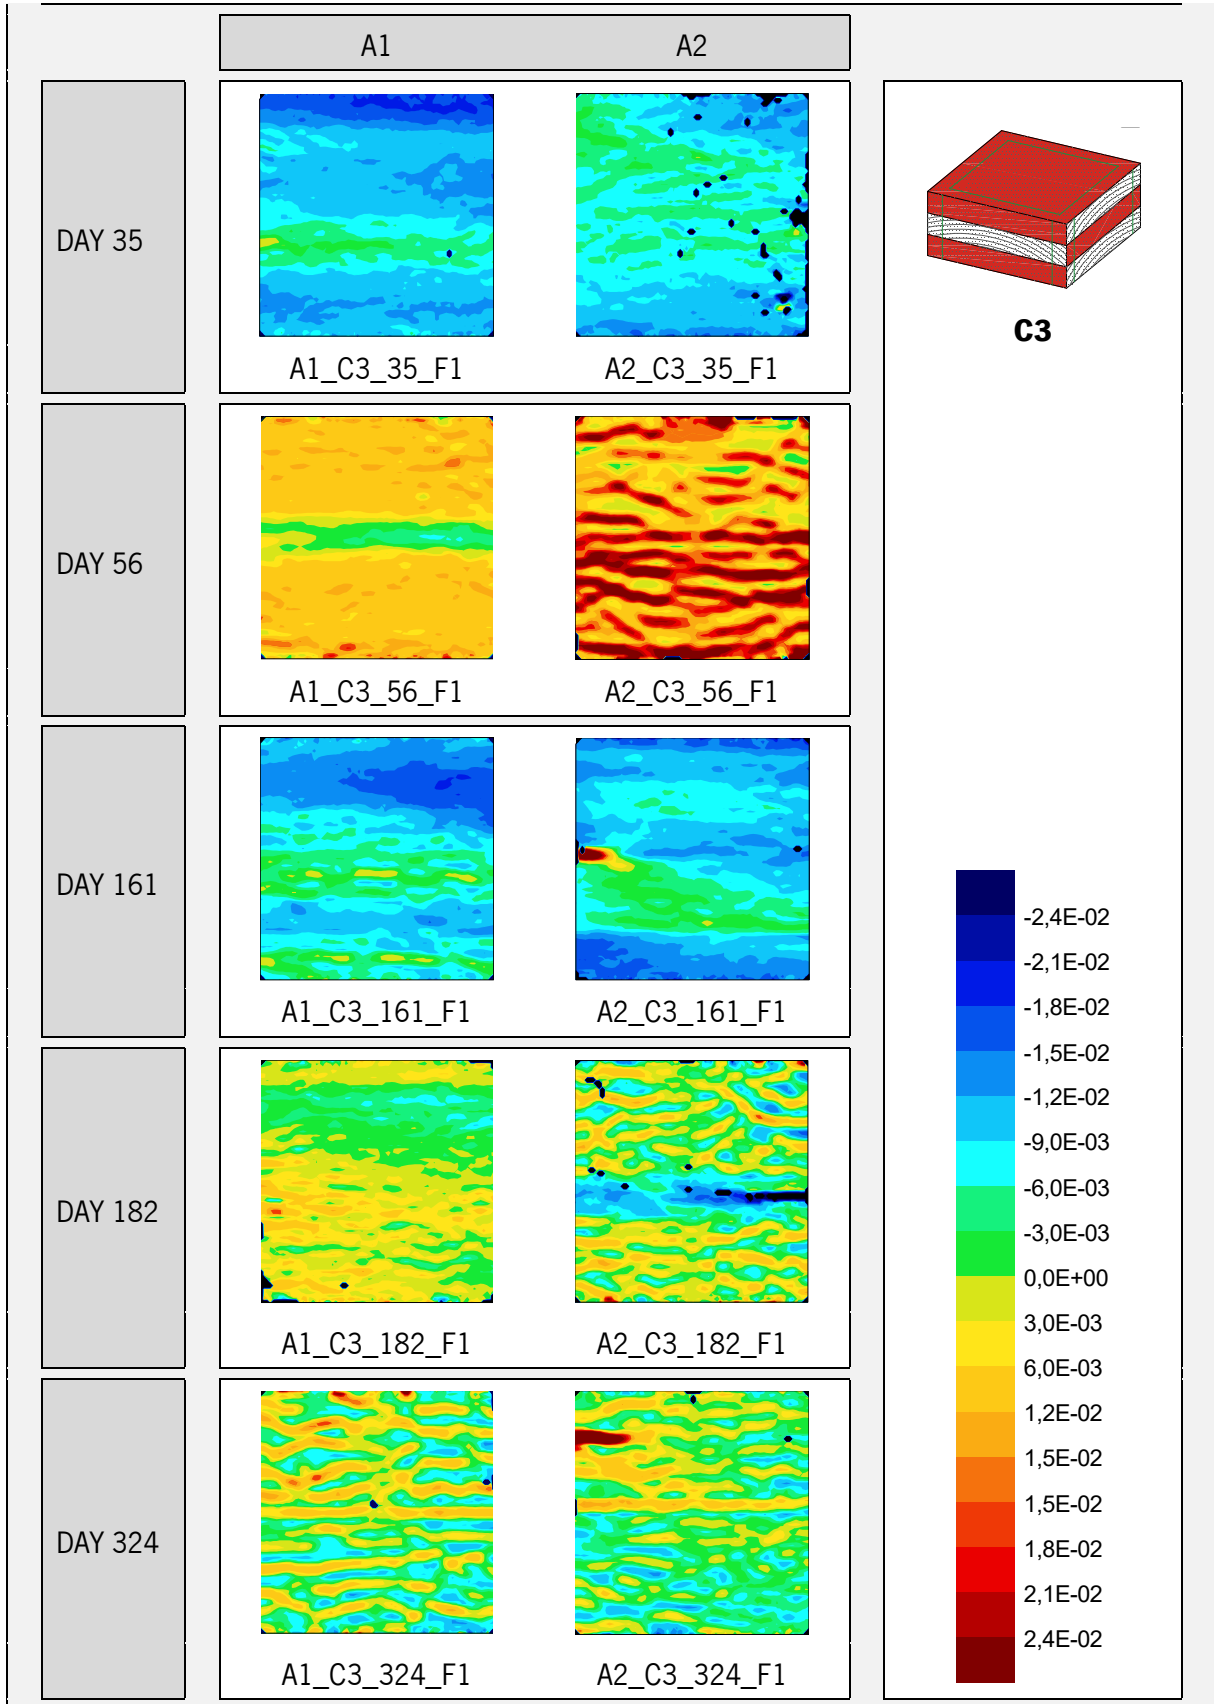 A1 A2
DAY 35
A1_C3_35_F1 A2_C3_35_F1
C3
DAY 56
A1_C3_56_F1 A2_C3_56_F1
DAY 161
A1_C3_161_F1 A2_C3_161_F1
DAY 182
A1_C3_182_F1 A2_C3_182_F1
DAY 324
A1_C3_324_F1 A2_C3_324_F1
-2,4E-02
-2,1E-02
-1,8E-02
-1,5E-02
-1,2E-02
-9,0E-03
-6,0E-03
-3,0E-03
0,0E+00
3,0E-03
6,0E-03
1,2E-02
1,5E-02
1,5E-02
1,8E-02
2,1E-02
2,4E-02